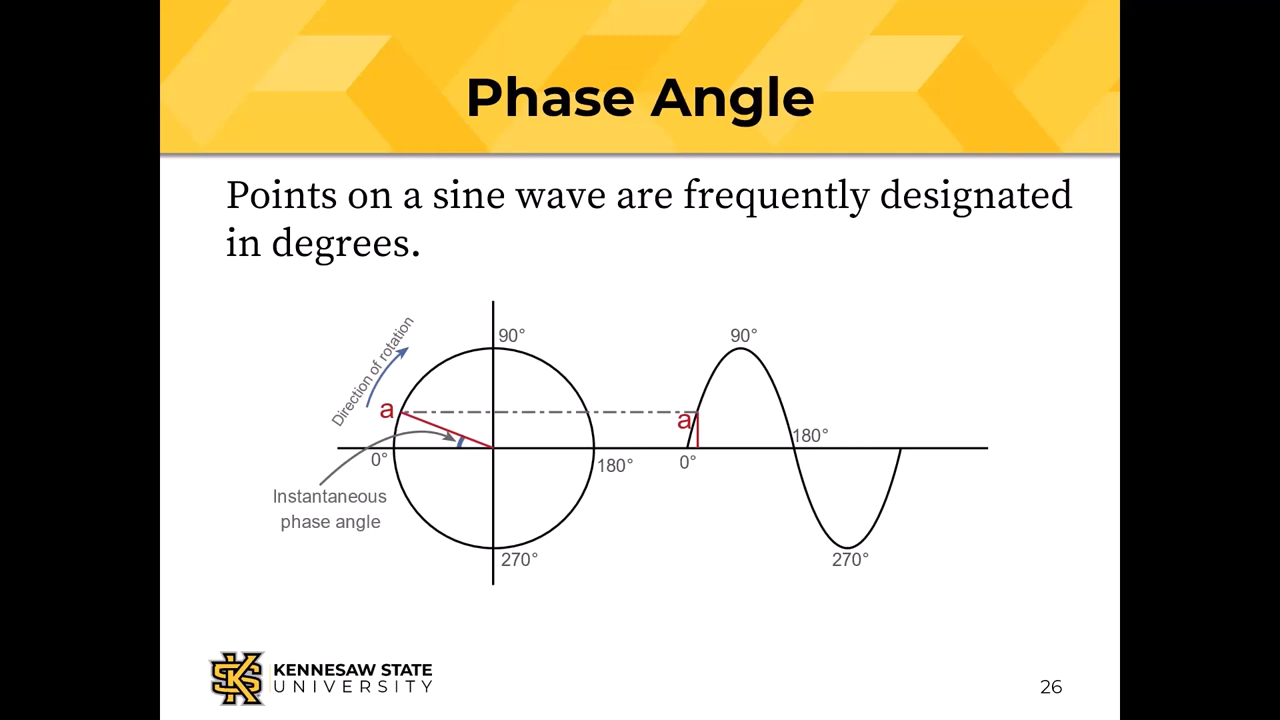 Phase Angle
Points on a sine wave are frequently designated
in degrees.
Direction of rotation
90°
90°
a
a
180°
0°
180°
0°
Instantaneous
phase angle
270°
270°
KENNESAW STATE
UNIVERSITY
26